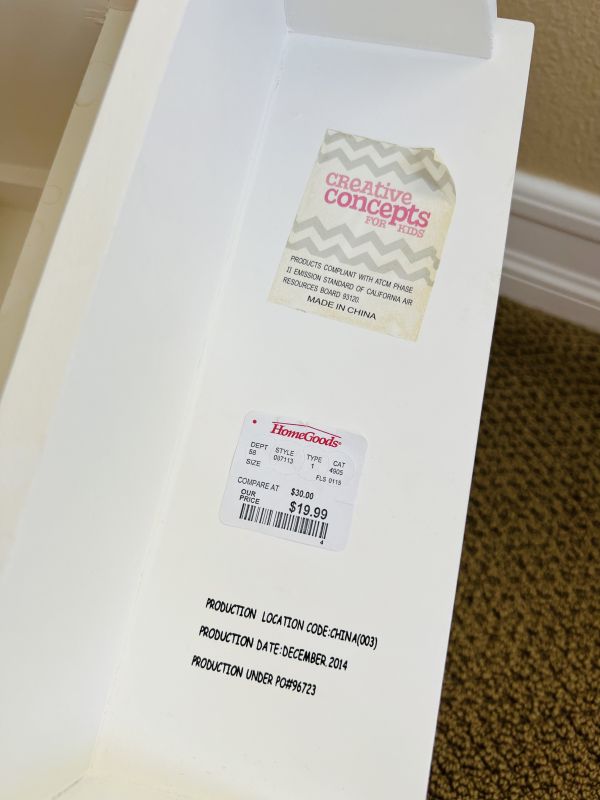 CReative
concepts
FOR KIDS
PRODUCTS COMPLIANT WITH ATCM PHASE
II EMISSION STANDARD OF CALIFORNIA AIR
RESOURCES BOARD 93120.
MADE IN CHINA
HomeGoods
DEPT STYLE TYPE CAT
58 007113 1 4905
SIZE FLS 0115
COMPARE AT $30.00
OUR
PRICE $19.99
4
PRODUCTION LOCATION CODE:CHINA(003)
PRODUCTION DATE:DECEMBER.2014
PRODUCTION UNDER PO#96723